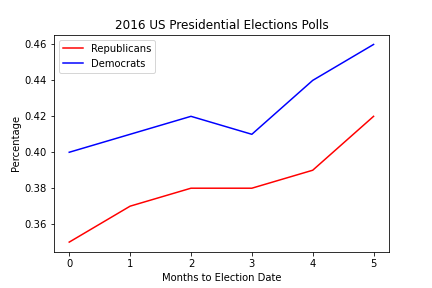 2016 US Presidential Elections Polls
Republicans
Democrats
Percentage
0.46
0.44
0.42
0.40
0.38
0.36
0 1 2 3 4 5
Months to Election Date